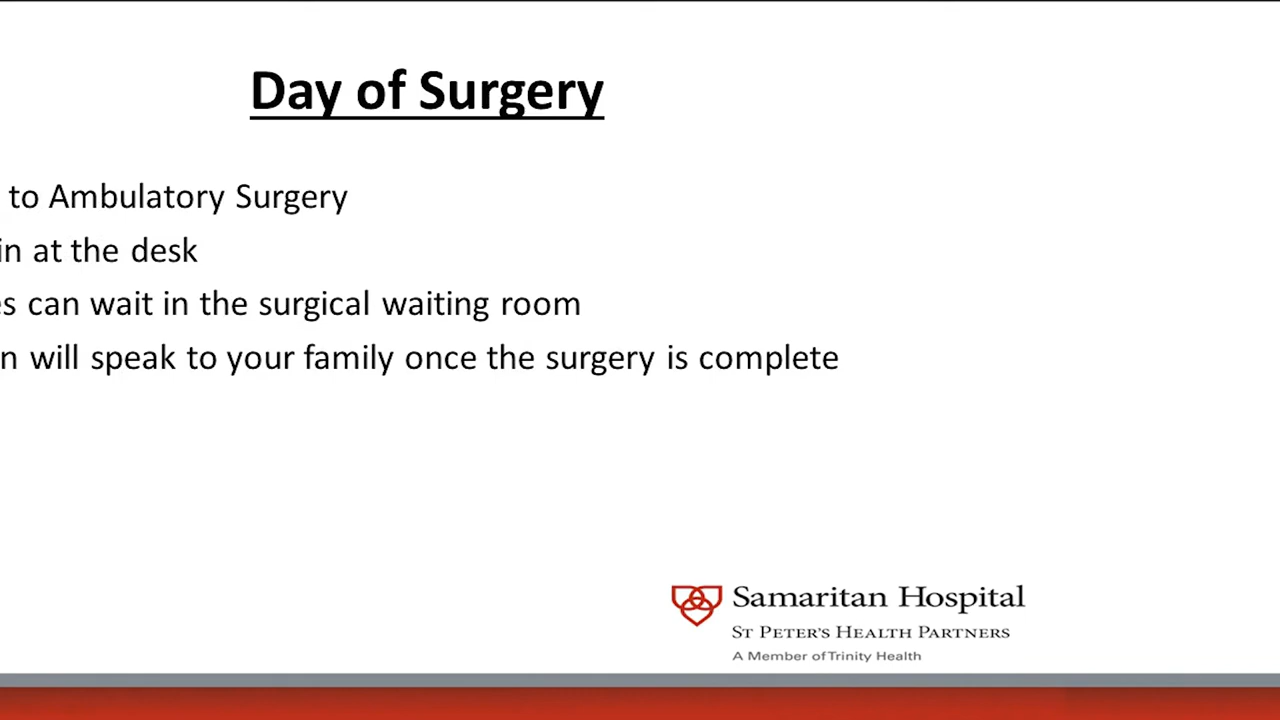 Day of Surgery
to Ambulatory Surgery
in at the desk
can wait in the surgical waiting room
will speak to your family once the surgery is complete
Samaritan Hospital
St Peter's Health Partners
A Member of Trinity Health